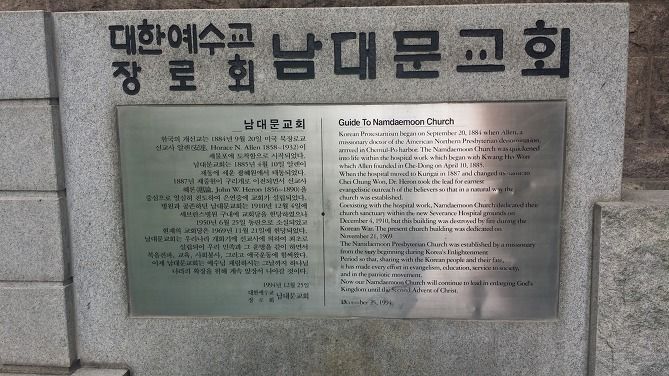 대한예수교
장로회
남대문교회
남대문교회
한국의 개신교는 1884년 9월 20일 미국 북장로교
선교사 알렌(安連, Horace N. Allen 1858~1932)이
제물포에 도착함으로 시작되었다.
남대문교회는 1885년 4월 10일 알렌이
제동에 세운 광혜원에서 태동되었다.
1887년 제중원이 구리개로 이전되면서 선교사
헤론(惠論, John W. Heron 1856~1890)을
중심으로 열심히 전도하여 은연중에 교회가 설립되었다.
병원과 공존하던 남대문교회는 1910년 12월 4일에
세브란스병원 구내에 교회당을 헌당하였으나
1950년 6월 25일 동란으로 소실되었고
현재의 교회당은 1969년 11월 21일에 헌당되었다.
남대문교회는 우리나라 개화기에 선교사에 의하여 최초로
설립되어 우리 민족과 그 운명을 같이 하면서
복음전파, 교육, 사회봉사, 그리고 애국운동에 힘써왔다.
이제 남대문교회는 예수님 재림하시는 그날까지 하나님
나라의 확장을 위해 계속 앞장서 나아갈 것이다.
1994년 12월 25일
대한예수교
장로회 남대문교회
Guide To Namdaemoon Church
Korean Protestantism began on September 20, 1884 when Allen, a
missionary doctor of the American Northern Presbyterian denomination,
arrived in Chemul-Po harbor. The Namdaemoon Church was quickened
into life within the hospital work which began with Kwang Hye Won
which Allen founded in Che-Dong on April 10, 1885.
When the hospital moved to Kurigai in 1887 and changed its name to
Chei Chung Won, Dr. Heron took the lead for earnest
evangelistic outreach of the believers so that in a natural way the
church was established.
Coexisting with the hospital work, Namdaemoon Church dedicated their
church sanctuary within the new Severance Hospital grounds on
December 4, 1910, but this was destroyed by fire during the
Korean War. The present church building was dedicated on
November 21, 1969.
The Namdaemoon Presbyterian Church was established by a missionary
from the very beginning during Korea's Enlightenment
Period so that, sharing with the Korean people and their fate,
it has made every effort in evangelism, education, service to society,
and in the patriotic movement.
Now our Namdaemoon Church will continue to lead in enlarging God's
Kingdom until the Second Advent of Christ.
December 25, 1994